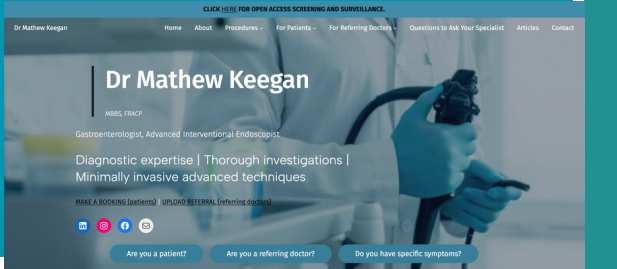 CLICK HERE FOR OPEN ACCESS SCREENING AND SURVEILLANCE.
Dr Mathew Keegan Home About Procedures For Patients For Referring Doctors Questions to Ask Your Specialist Articles Contact
Dr Mathew Keegan
MBBS, FRACP
Gastroenterologist, Advanced Interventional Endoscopist
Diagnostic expertise | Thorough investigations |
Minimally invasive advanced techniques
MAKE A BOOKING (patients) | UPLOAD REFERRAL (referring doctors)
Are you a patient? Are you a referring doctor? Do you have specific symptoms?